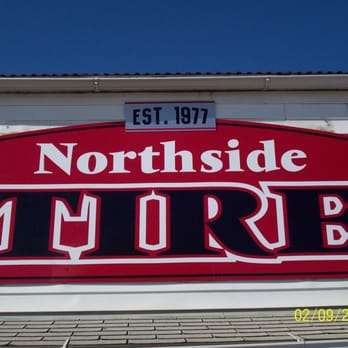 EST. 1977
Northside
TIRE
02/09/2